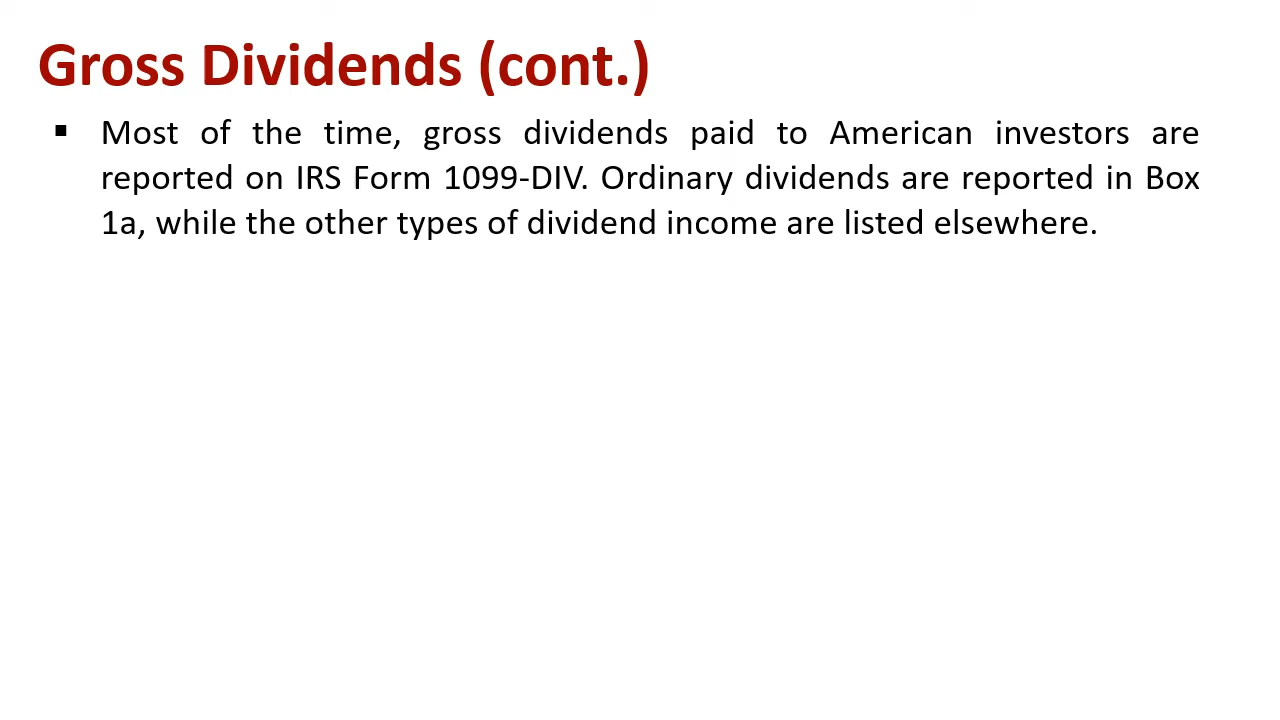 Gross Dividends (cont.)
▪ Most of the time, gross dividends paid to American investors are
reported on IRS Form 1099-DIV. Ordinary dividends are reported in Box
1a, while the other types of dividend income are listed elsewhere.